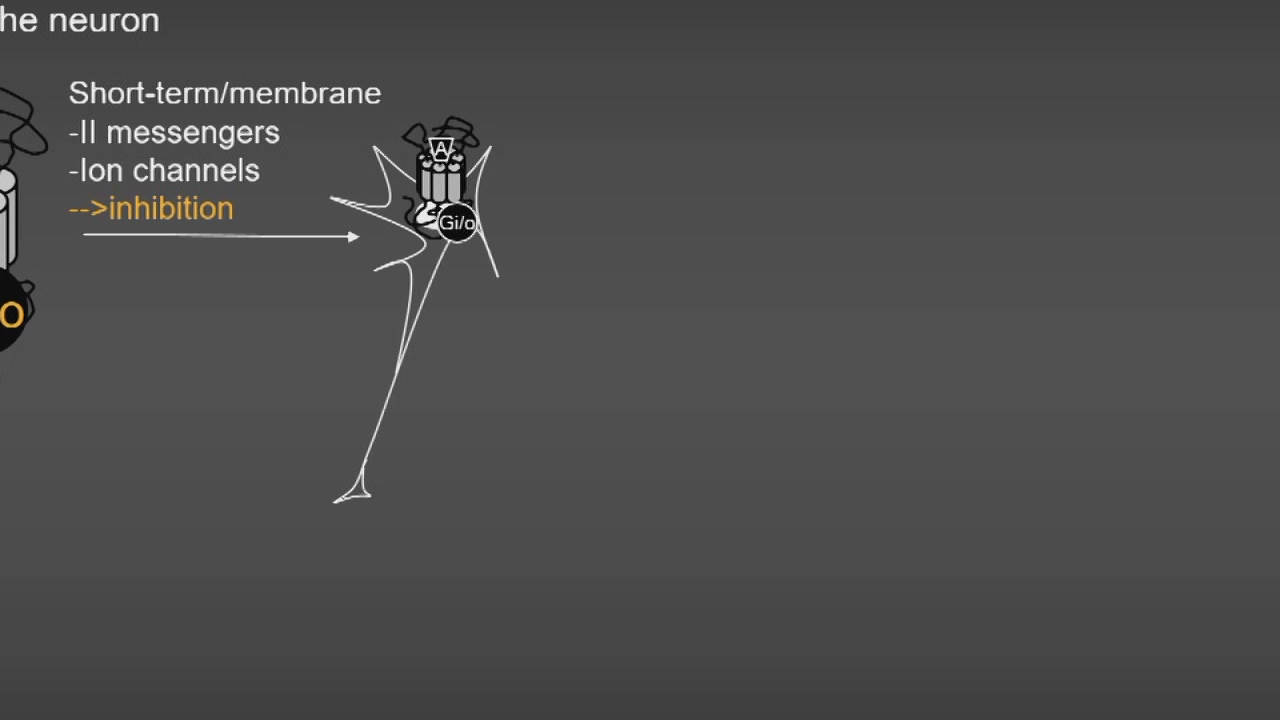 he neuron
Short-term/membrane
-II messengers
-Ion channels
-->inhibition
A
Gi/o
O